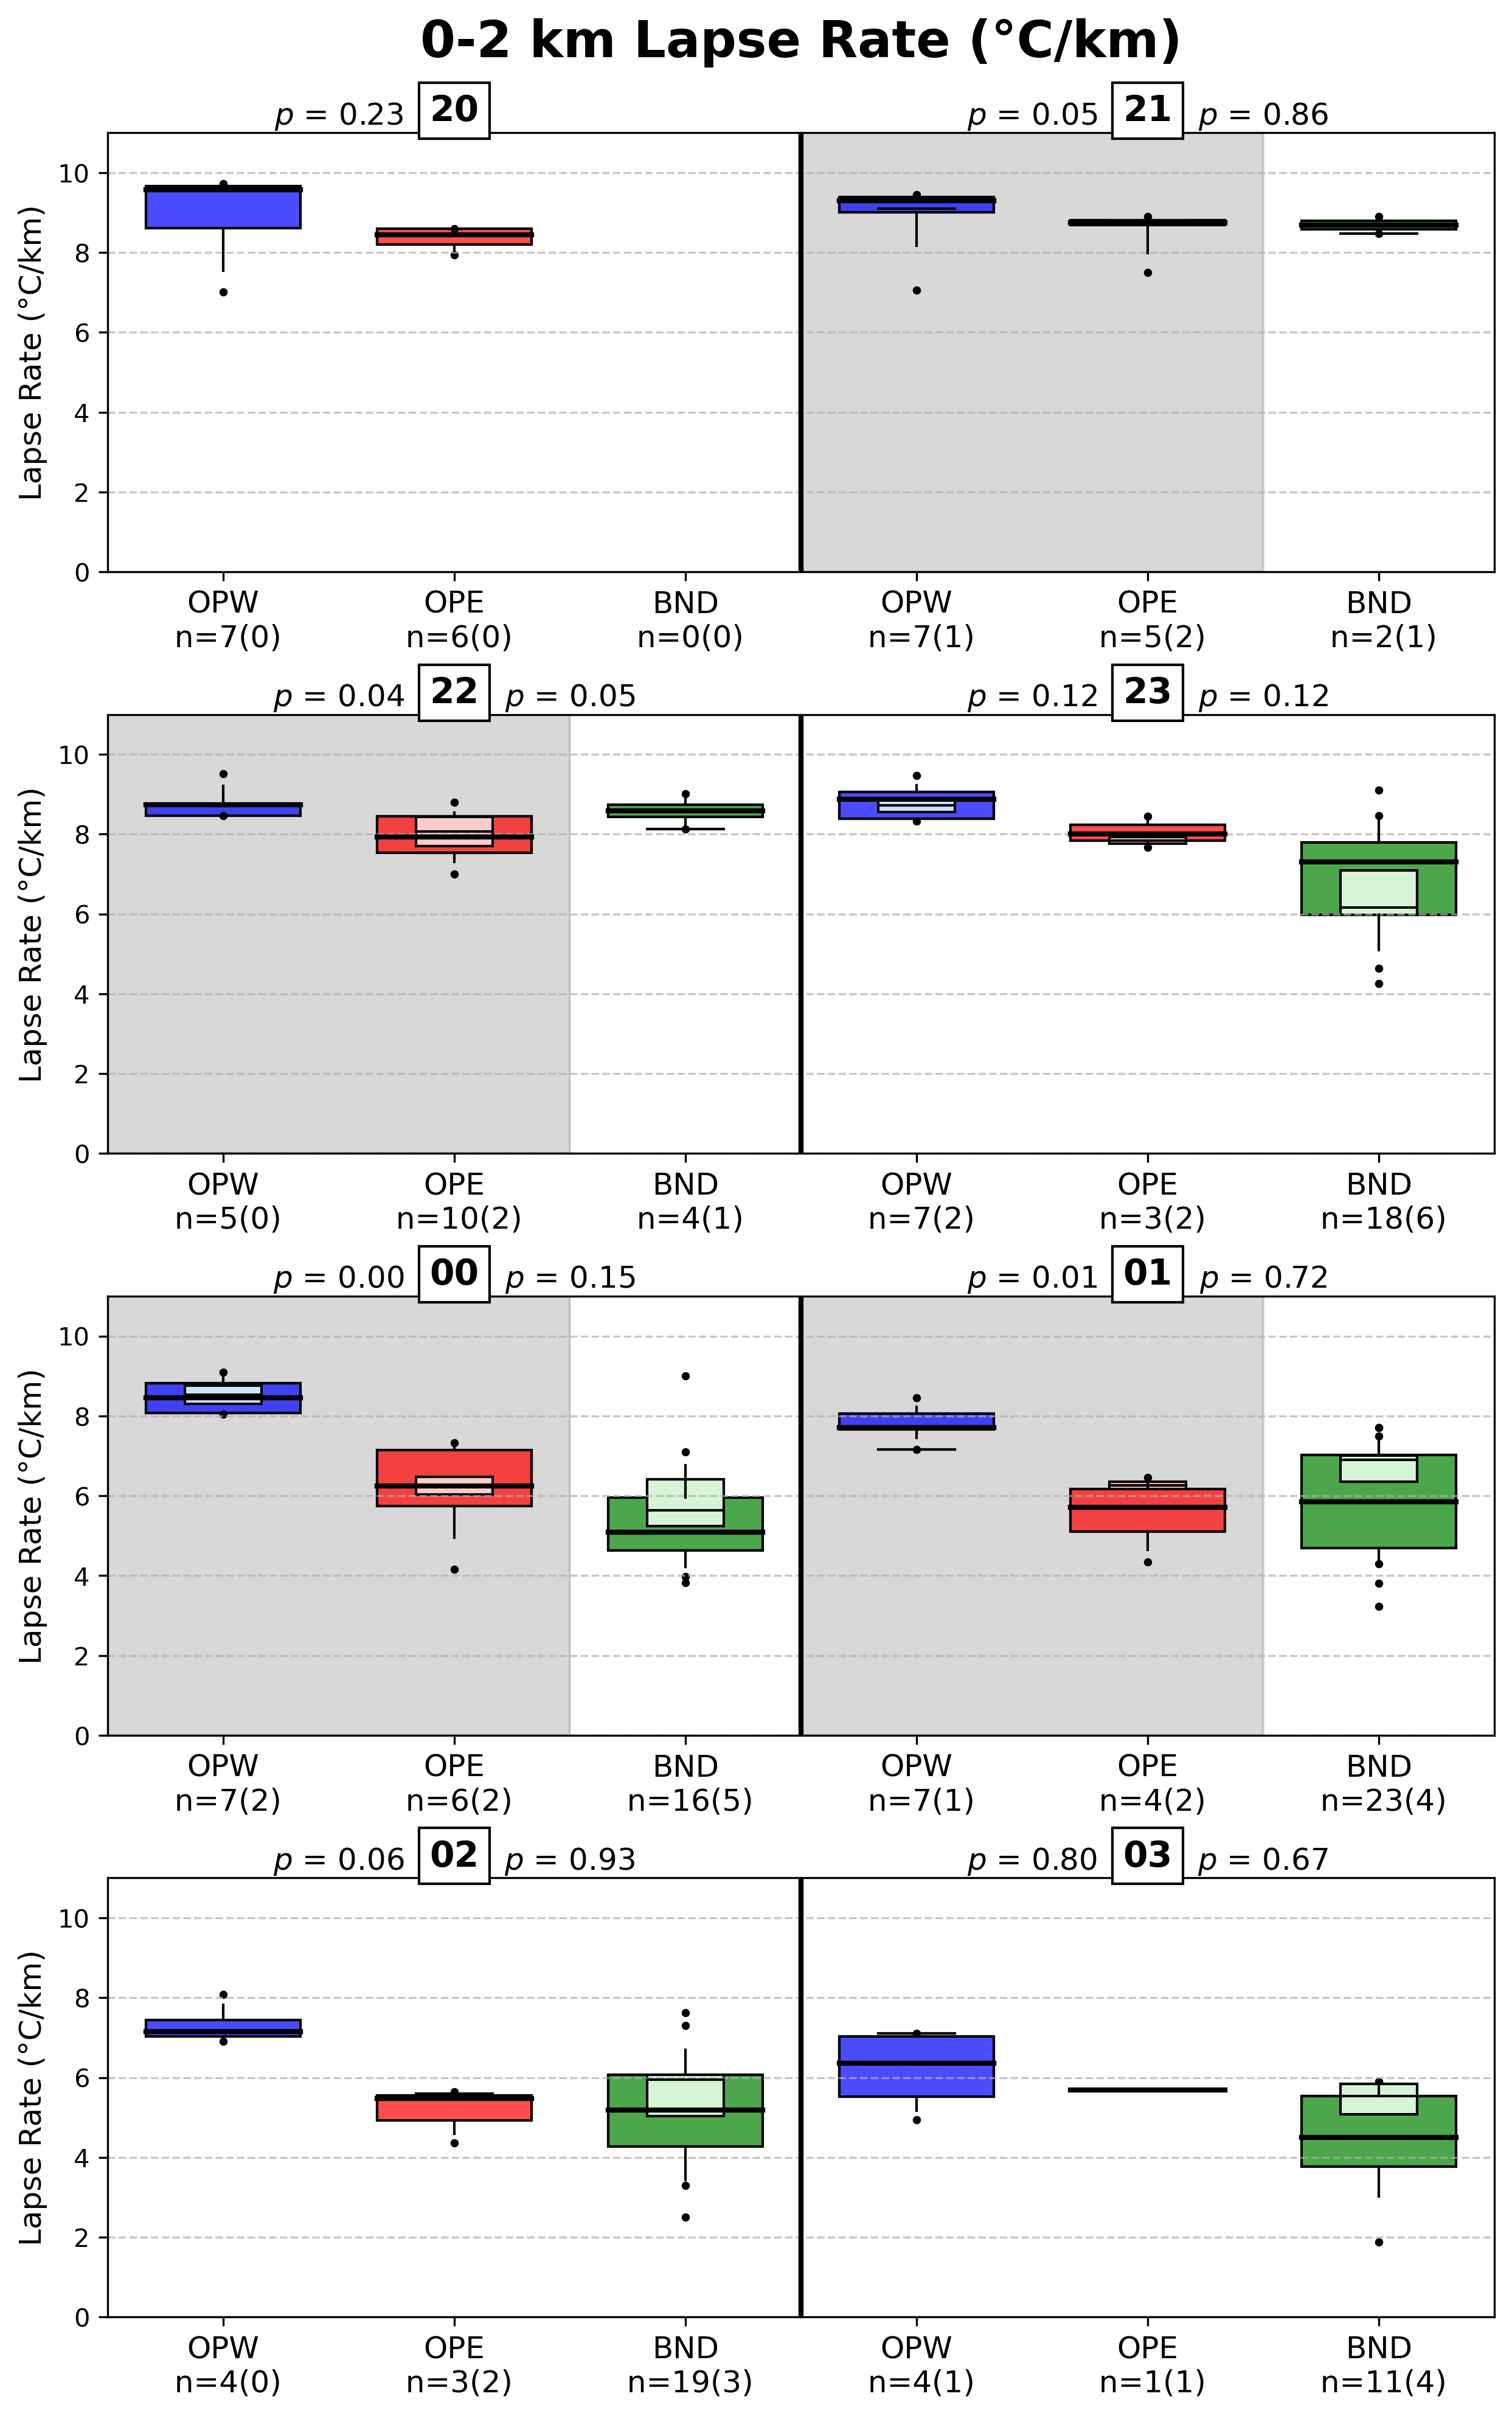 0-2 km Lapse Rate (°C/km)
p = 0.23 20 p = 0.05 21 p = 0.86
Lapse Rate (°C/km)
10
8
6
4
2
0
OPW OPE BND OPW OPE BND
n=7(0) n=6(0) n=0(0) n=7(1) n=5(2) n=2(1)
p = 0.04 22 p = 0.05 p = 0.12 23 p = 0.12
Lapse Rate (°C/km)
10
8
6
4
2
0
OPW OPE BND OPW OPE BND
n=5(0) n=10(2) n=4(1) n=7(2) n=3(2) n=18(6)
p = 0.00 00 p = 0.15 p = 0.01 01 p = 0.72
Lapse Rate (°C/km)
10
8
6
4
2
0
OPW OPE BND OPW OPE BND
n=7(2) n=6(2) n=16(5) n=7(1) n=4(2) n=23(4)
p = 0.06 02 p = 0.93 p = 0.80 03 p = 0.67
Lapse Rate (°C/km)
10
8
6
4
2
0
OPW OPE BND OPW OPE BND
n=4(0) n=3(2) n=19(3) n=4(1) n=1(1) n=11(4)